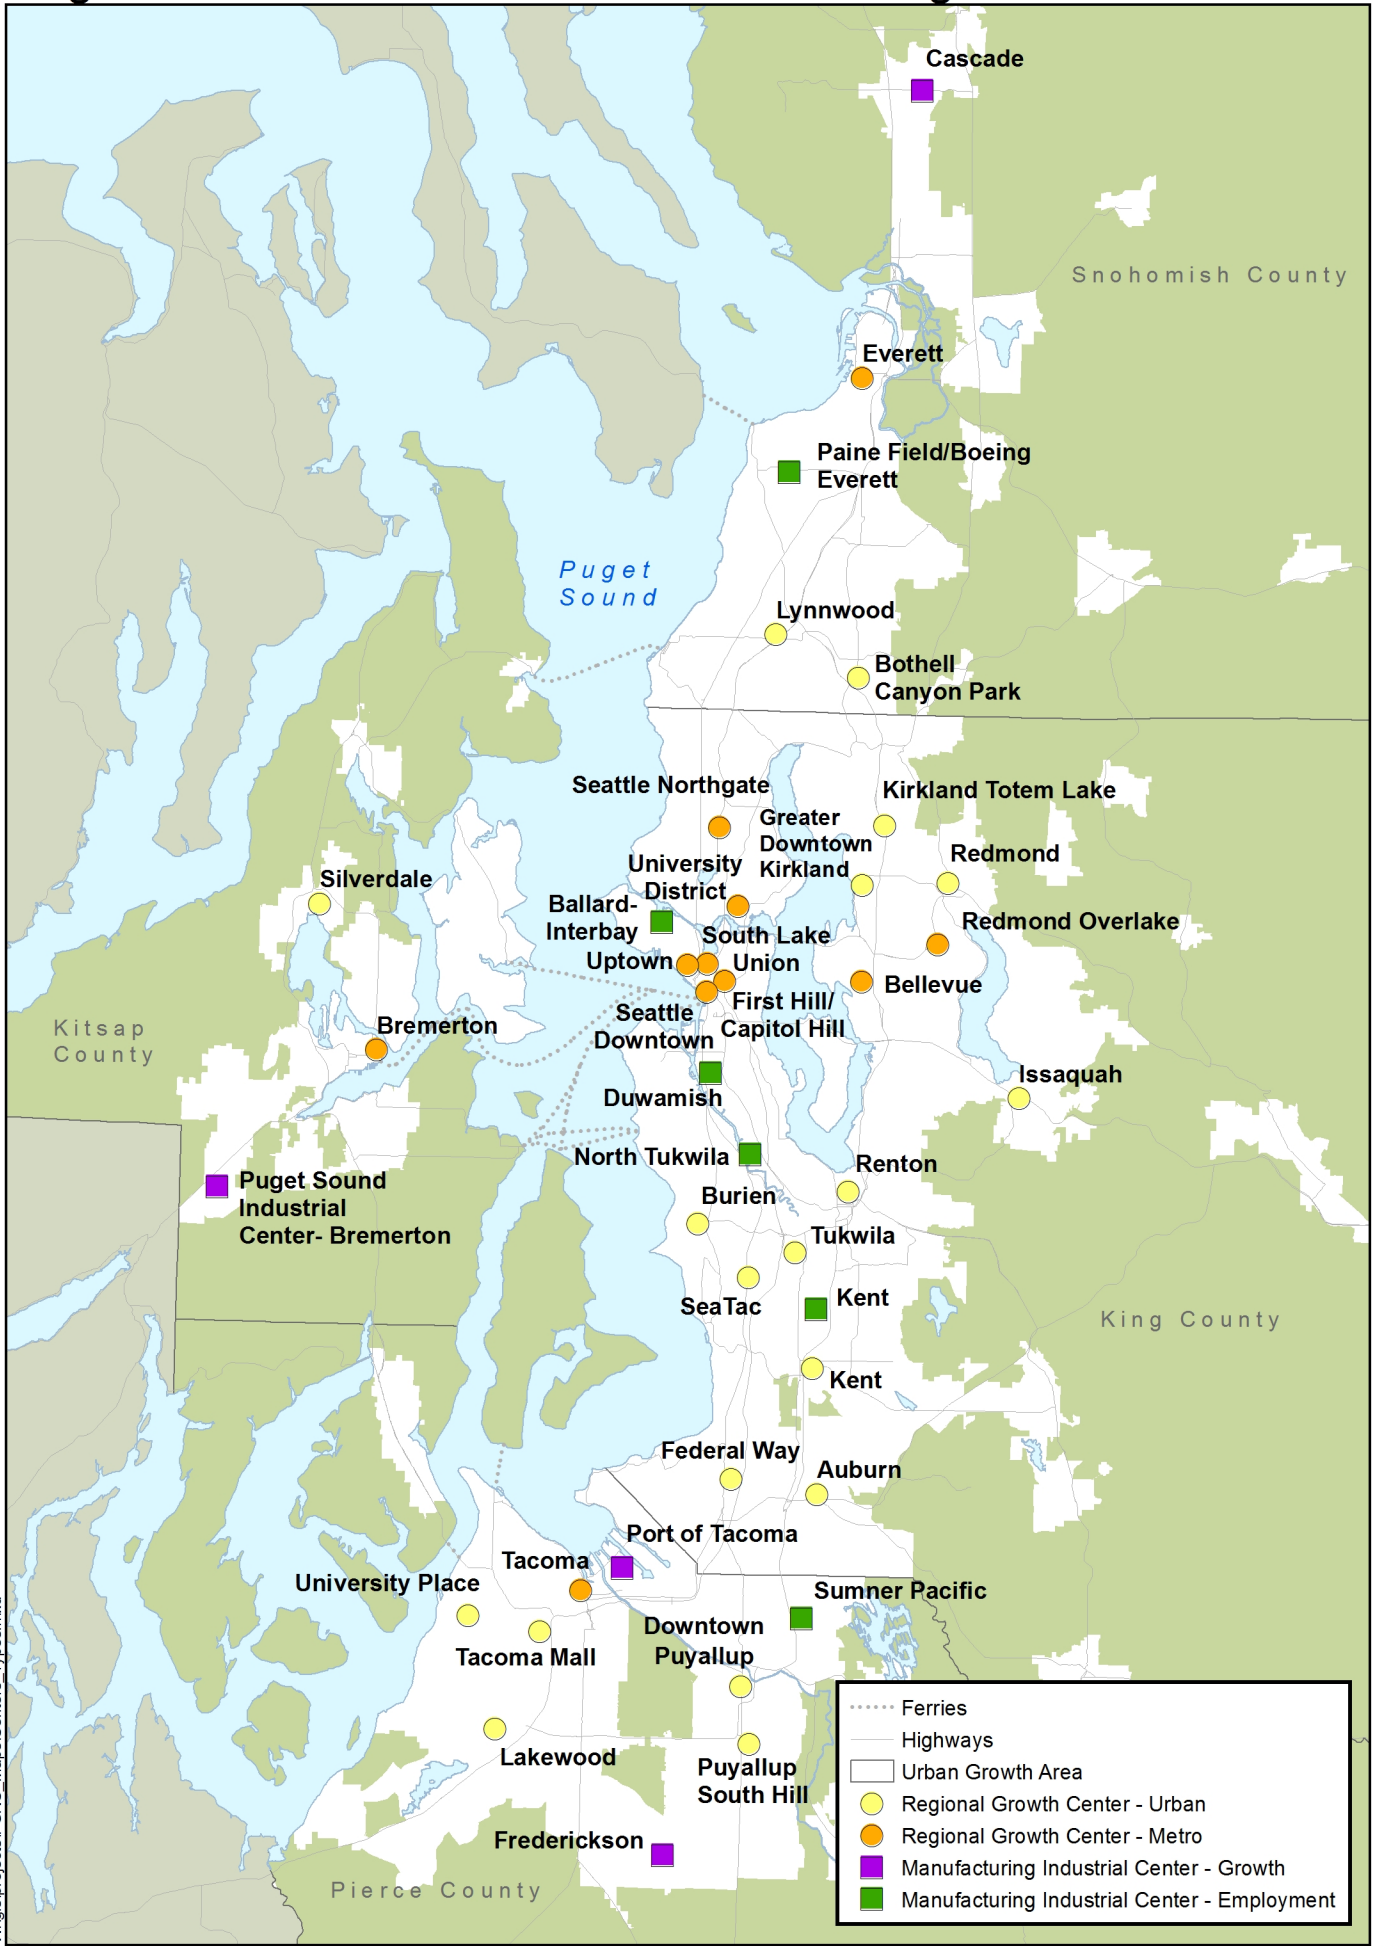 Cascade
Snohomish County
Everett
Paine Field/Boeing
Everett
Puget
Sound
Lynnwood
Bothell
Canyon Park
Seattle Northgate
Kirkland Totem Lake
Greater
Downtown
Kirkland
Redmond
University
District
Silverdale
Ballard-
Interbay
Redmond Overlake
South Lake
Union
Uptown
Bellevue
First Hill/
Capitol Hill
Seattle
Downtown
Kitsap
County
Bremerton
Issaquah
Duwamish
North Tukwila
Renton
Puget Sound
Industrial
Center- Bremerton
Burien
Tukwila
SeaTac
Kent
King County
Kent
Federal Way
Auburn
Port of Tacoma
Tacoma
University Place
Sumner Pacific
Downtown
Puyallup
Tacoma Mall
Lakewood
Puyallup
South Hill
Frederickson
Pierce County
Ferries
Highways
Urban Growth Area
Regional Growth Center - Urban
Regional Growth Center - Metro
Manufacturing Industrial Center - Growth
Manufacturing Industrial Center - Employment